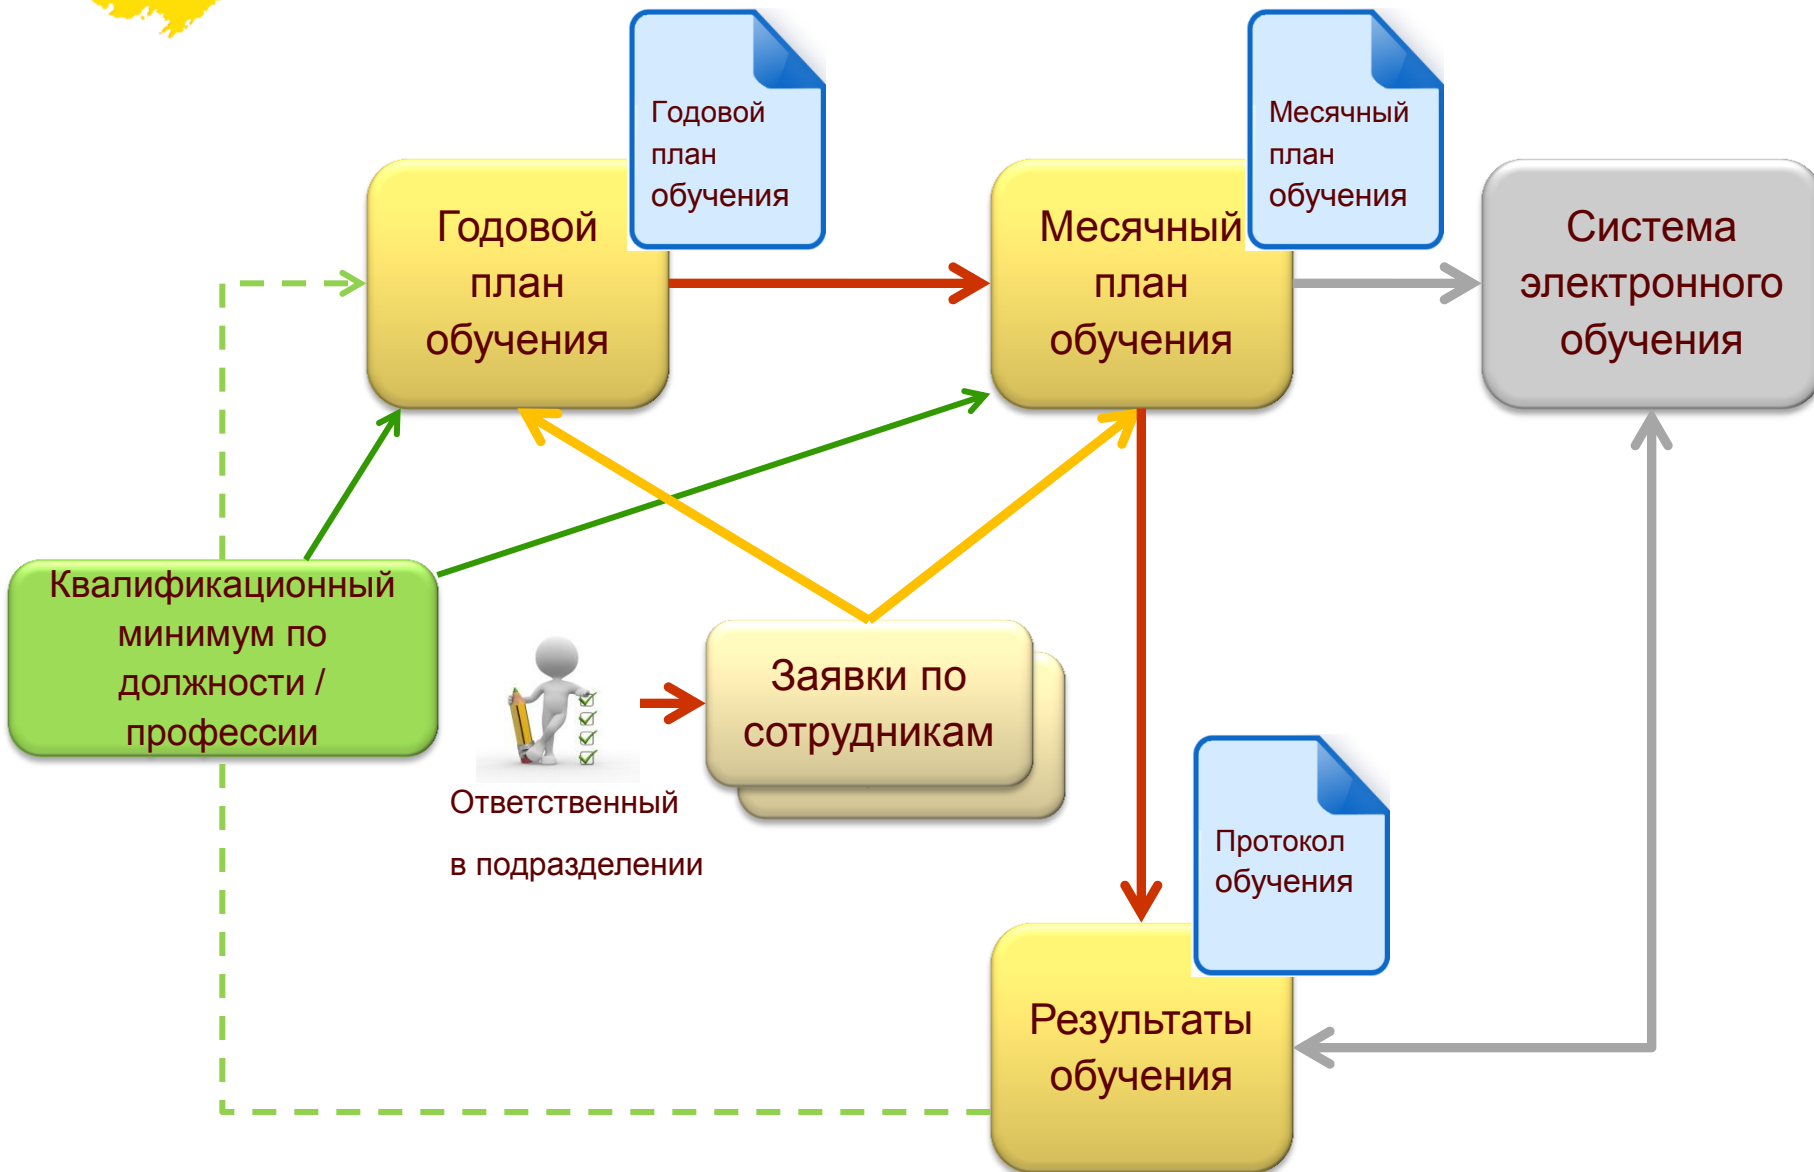 Годовой
план
обучения
Месячный
план
обучения
Годовой
план
обучения
Месячный
план
обучения
Система
электронного
обучения
Квалификационный
минимум по
должности /
профессии
Заявки по
сотрудникам
Ответственный
в подразделении
Протокол
обучения
Результаты
обучения